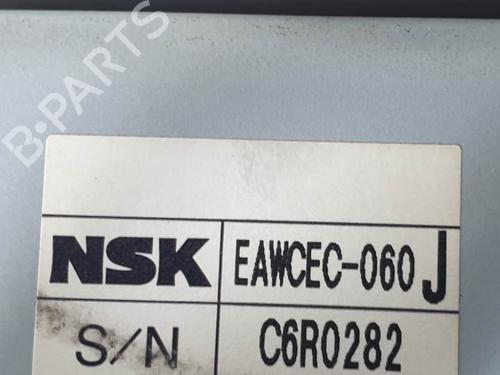 B-PARTS
NSK EAWCEC-060 J
S/N C6R0282